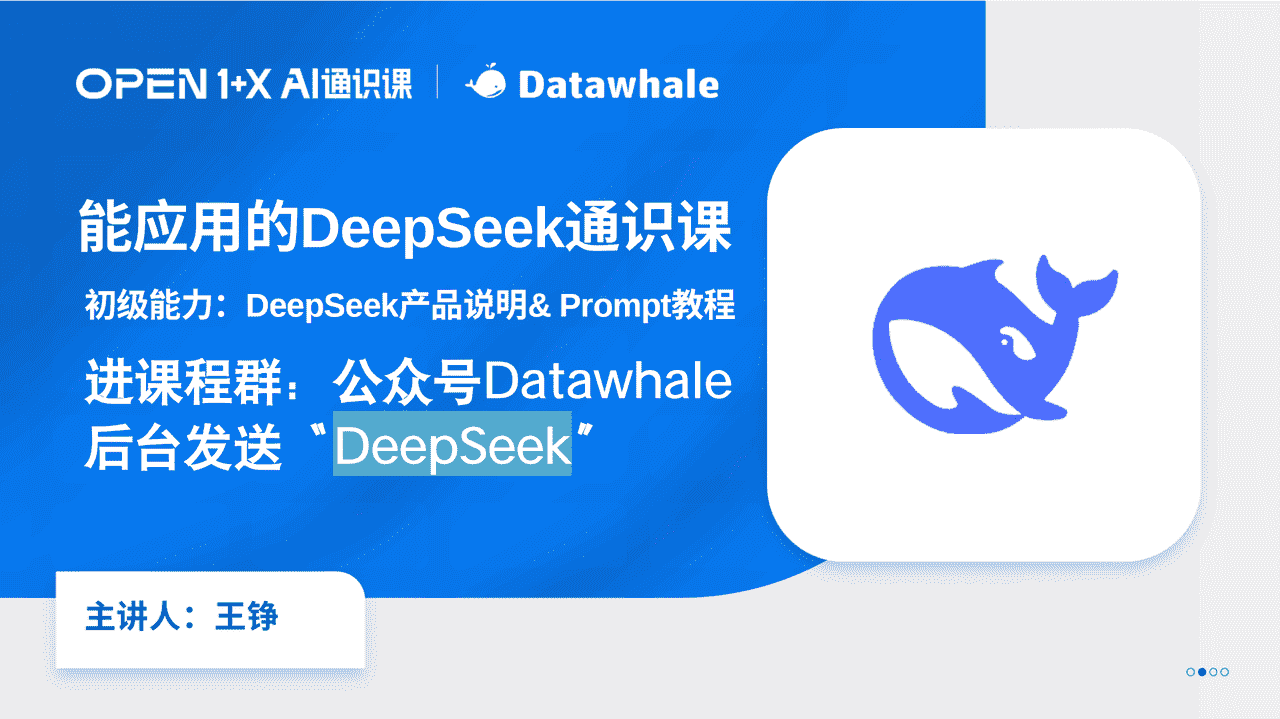 OPEN 1+X AI通识课 Datawhale
能应用的DeepSeek通识课
初级能力：DeepSeek产品说明& Prompt教程
进课程群：公众号Datawhale
后台发送“DeepSeek”
主讲人：王铮